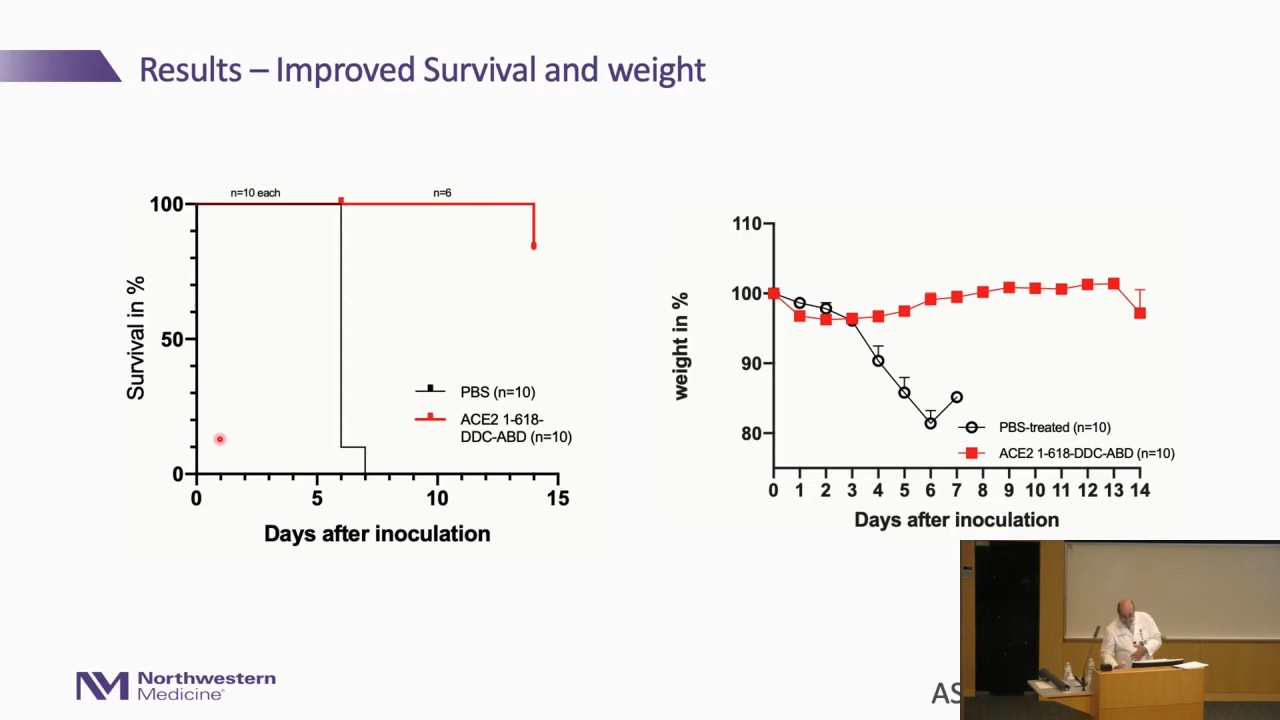 Results – Improved Survival and weight
n=10 each
n=6
100
50
0
Survival in %
0
5
10
15
Days after inoculation
PBS (n=10)
ACE2 1-618-
DDC-ABD (n=10)
110
100
90
80
weight in %
0 1 2 3 4 5 6 7 8 9 10 11 12 13 14
Days after inoculation
PBS-treated (n=10)
ACE2 1-618-DDC-ABD (n=10)
Northwestern
Medicine®
AS